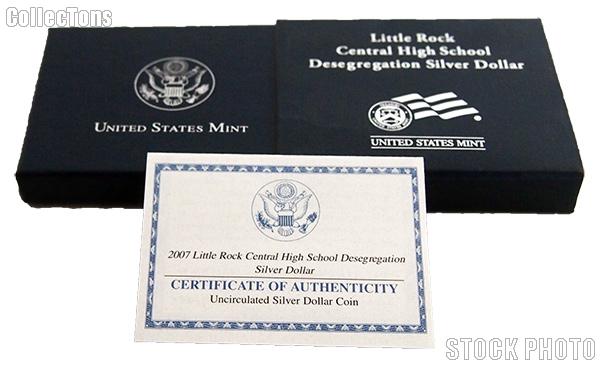 COLLECTONS
UNITED STATES MINT
Little Rock
Central High School
Desegregation Silver Dollar
UNITED STATES MINT
2007 Little Rock Central High School Desegregation
Silver Dollar
CERTIFICATE OF AUTHENTICITY
Uncirculated Silver Dollar Coin
STOCK PHOTO